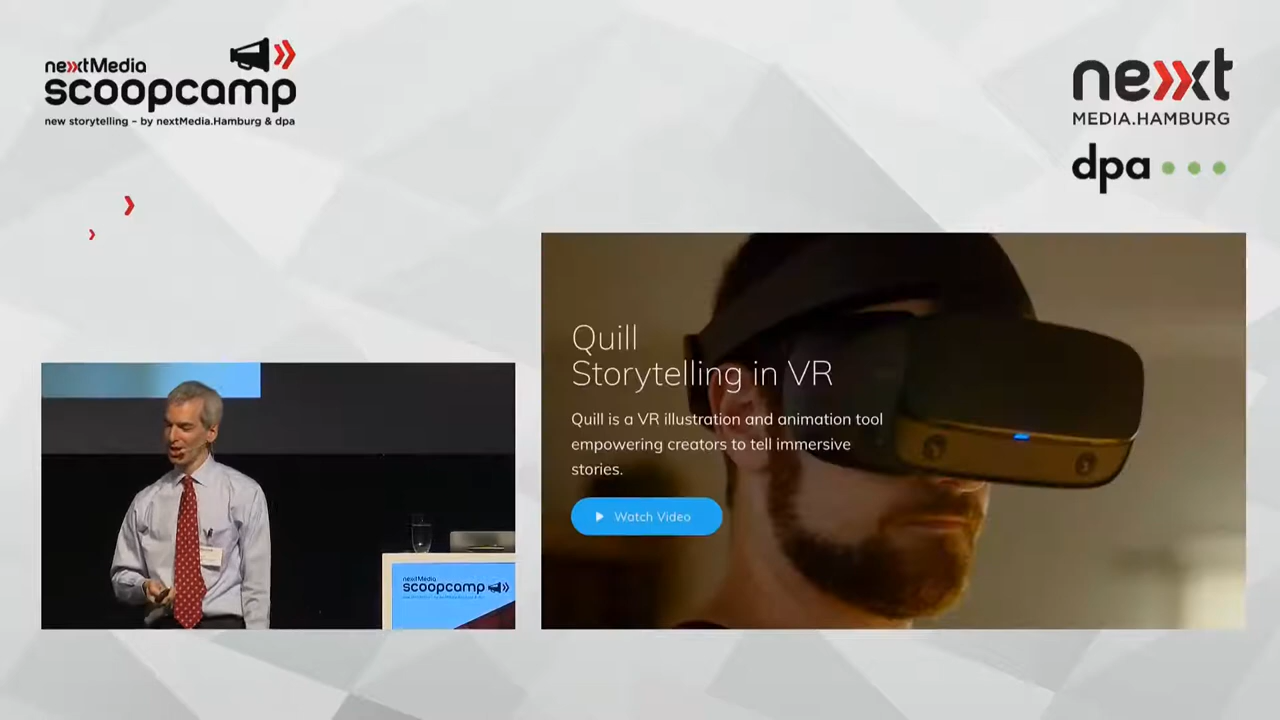 nextMedia
scoopcamp
new storytelling – by nextMedia.Hamburg & dpa
next
MEDIA.HAMBURG
dpa
Quill
Storytelling in VR
Quill is a VR illustration and animation tool
empowering creators to tell immersive
stories.
Watch Video
nextMedia
scoopcamp